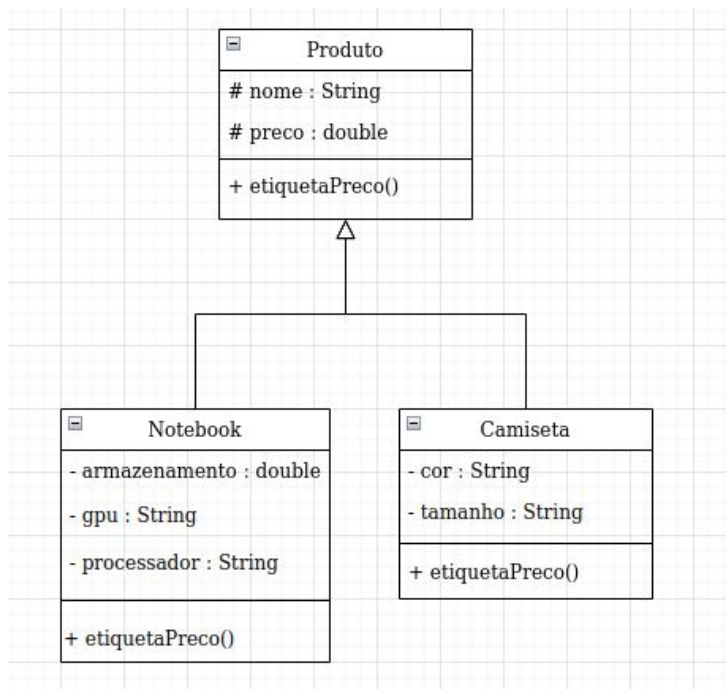 Produto
# nome : String
# preco : double
+ etiquetaPreco()
Notebook
- armazenamento : double
- gpu : String
- processador : String
+ etiquetaPreco()
Camiseta
- cor : String
- tamanho : String
+ etiquetaPreco()